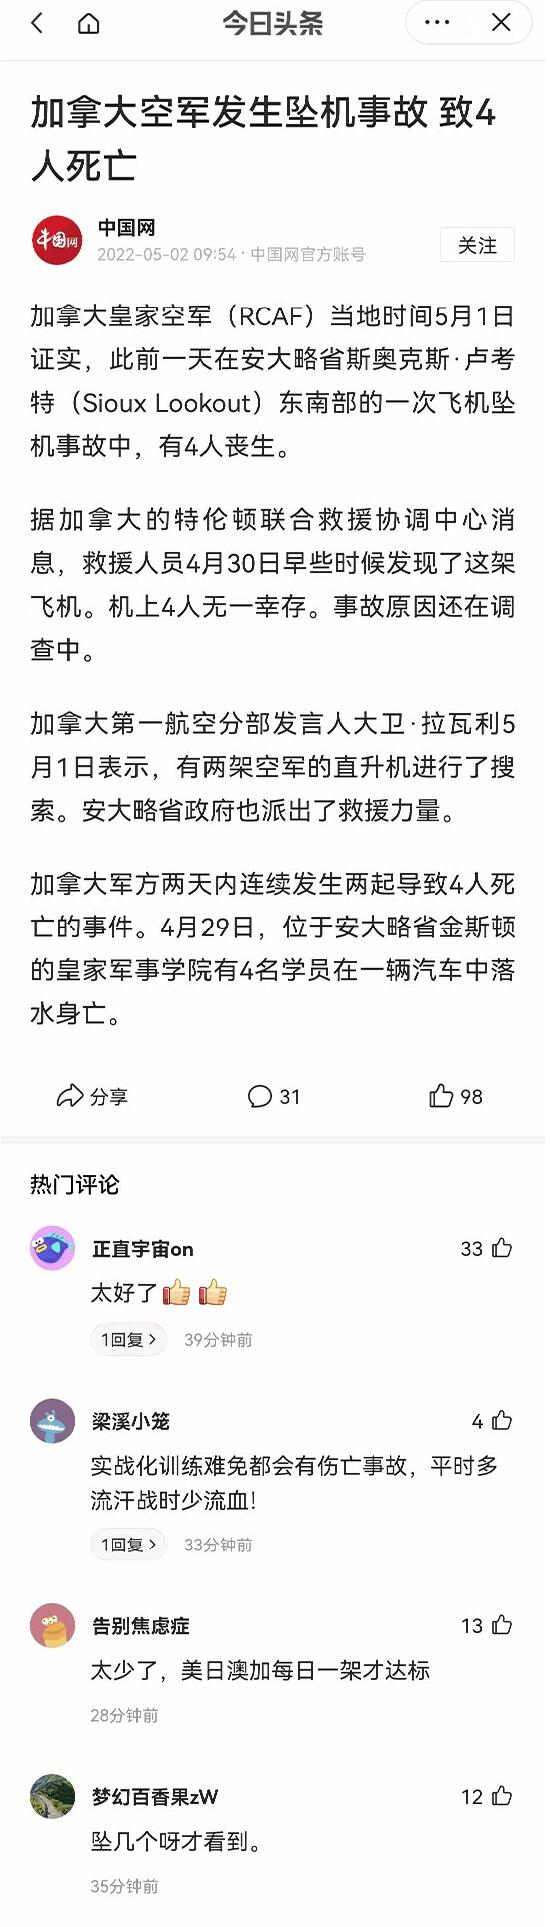 今日头条
加拿大空军发生坠机事故 致4
人死亡
中国网
中国网
2022-05-02 09:54 · 中国网官方账号
关注
加拿大皇家空军（RCAF）当地时间5月1日
证实，此前一天在安大略省斯奥克斯·卢考
特（Sioux Lookout）东南部的一次飞机坠
机事故中，有4人丧生。
据加拿大的特伦顿联合救援协调中心消
息，救援人员4月30日早些时候发现了这架
飞机。机上4人无一幸存。事故原因还在调
查中。
加拿大第一航空分部发言人大卫·拉瓦利5
月1日表示，有两架空军的直升机进行了搜
索。安大略省政府也派出了救援力量。
加拿大军方两天内连续发生两起导致4人死
亡的事件。4月29日，位于安大略省金斯顿
的皇家军事学院有4名学员在一辆汽车中落
水身亡。
分享 31 98
热门评论
正直宇宙on 33
太好了👍👍
1回复 > 39分钟前
梁溪小笼 4
实战化训练难免都会有伤亡事故，平时多
流汗战时少流血!
1回复 > 33分钟前
告别焦虑症 13
太少了，美日澳加每日一架才达标
28分钟前
梦幻百香果zW 12
坠几个呀才看到。
35分钟前